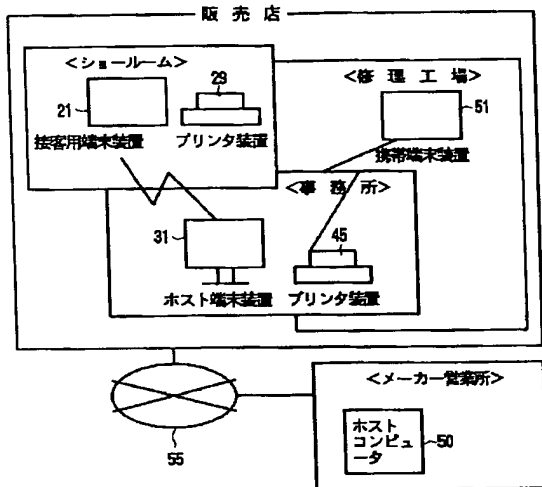 販売店
<ショールーム>
21
29
接客用端末装置
プリンタ装置
<修理工場>
51
携帯端末装置
<事務所>
31
45
ホスト端末装置
プリンタ装置
55
<メーカー営業所>
ホスト
コンピュ
ータ
50